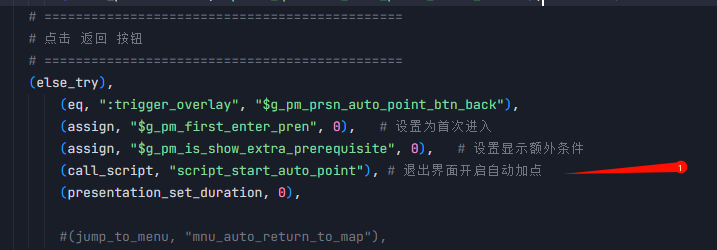 # =============================================
# 点击 返回 按钮
# =============================================
(else_try),
(eq, ":trigger_overlay", "$g_pm_prsn_auto_point_btn_back"),
(assign, "$g_pm_first_enter_pren", 0),   # 设置为首次进入
(assign, "$g_pm_is_show_extra_prerequisite", 0),   # 设置显示额外条件
(call_script, "script_start_auto_point"), # 退出界面开启自动加点
1
(presentation_set_duration, 0),
#(jump_to_menu, "mnu_auto_return_to_map"),